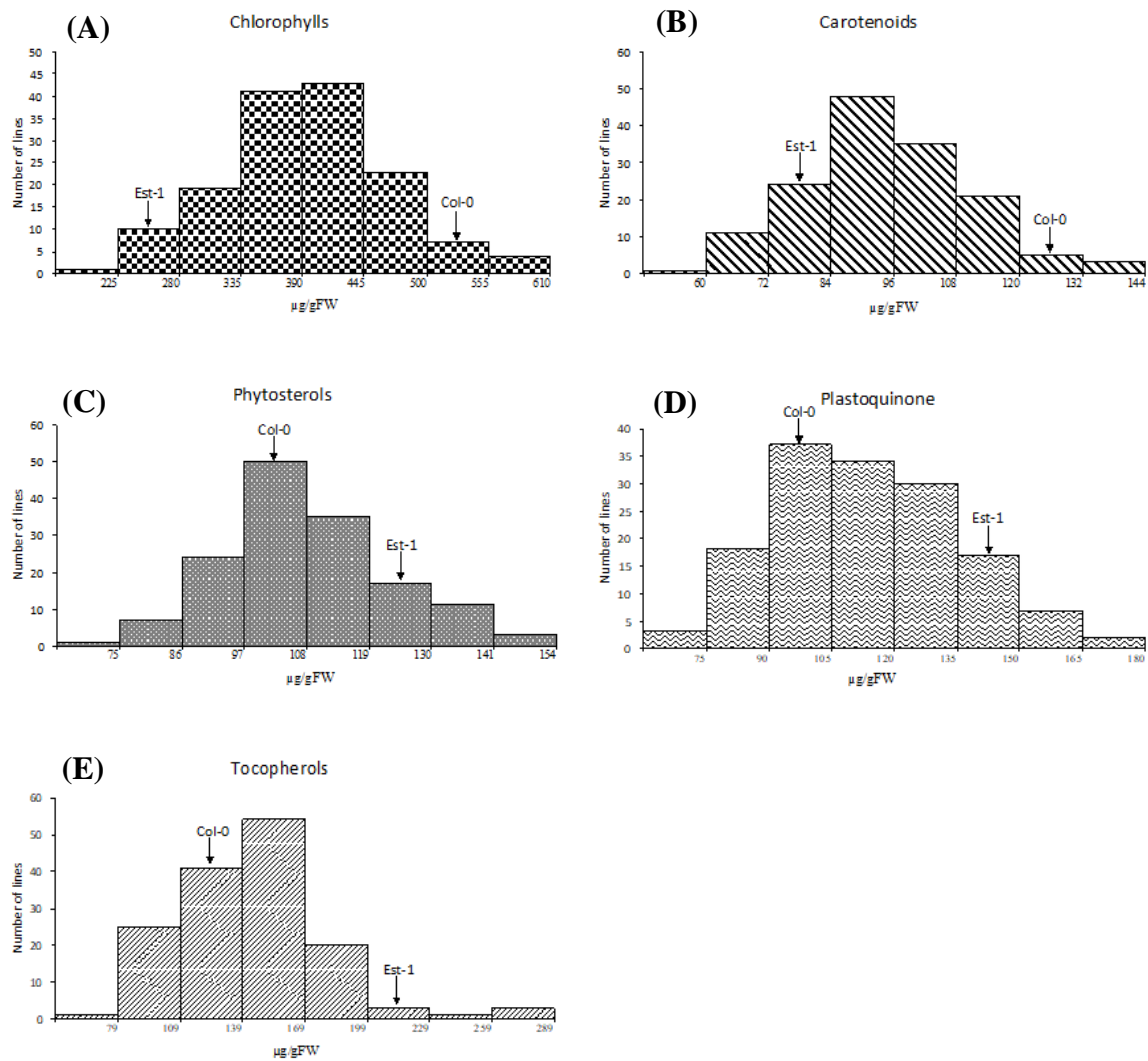 (A)
Chlorophylls
50
45
40
35
30
25
20
15
10
5
0
Number of lines
Est-1
Col-0
225 280 335 390 445 500 555 610
µg/gFW
(B)
Carotenoids
60
50
40
30
20
10
0
Number of lines
Est-1
Col-0
60 72 84 96 108 120 132 144
µg/gFW
(C)
Phytosterols
60
50
40
30
20
10
0
Number of lines
Col-0
Est-1
75 86 97 108 119 130 141 154
µg/gFW
(D)
Plastoquinone
40
35
30
25
20
15
10
5
0
Number of lines
Col-0
Est-1
75 90 105 120 135 150 165 180
µg/gFW
(E)
Tocopherols
60
50
40
30
20
10
0
Number of lines
Col-0
Est-1
79 109 139 169 199 229 259 289
µg/gFW